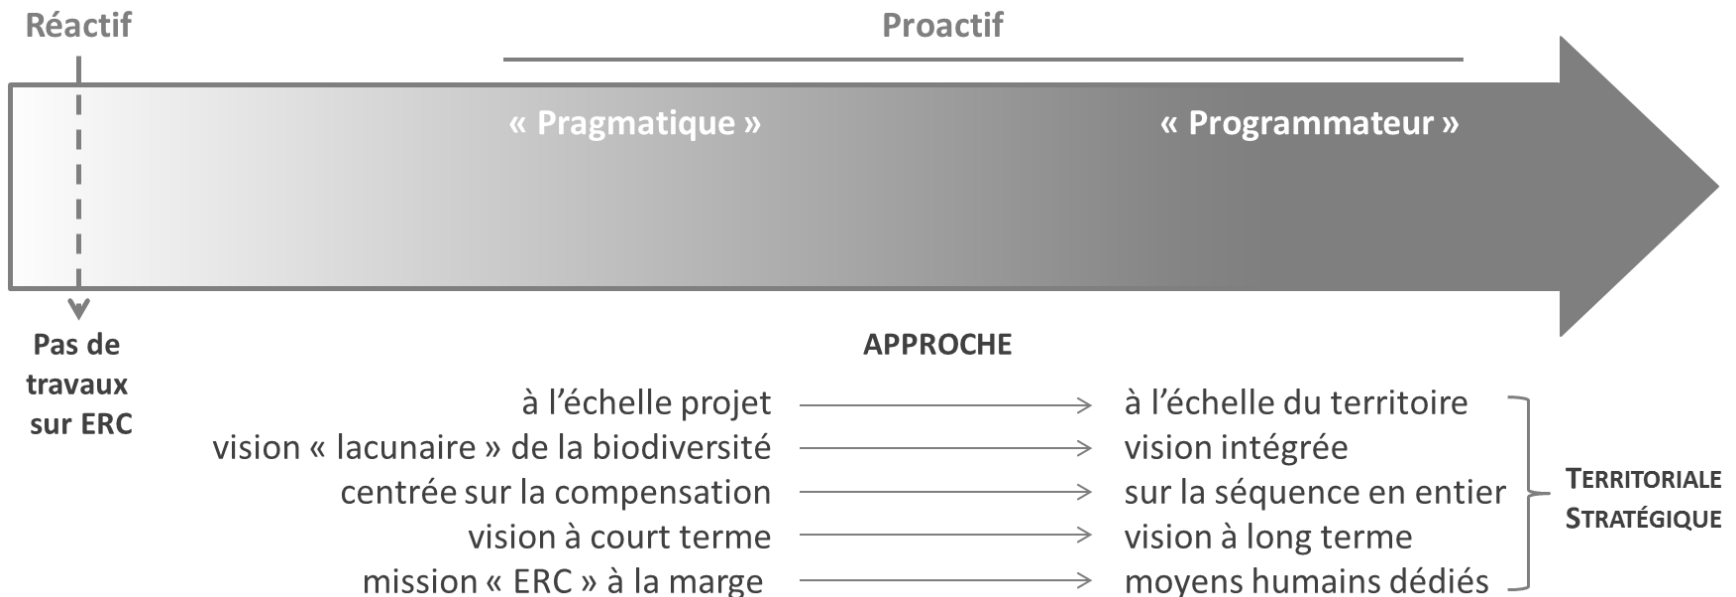 Réactif
Proactif
« Pragmatique »
« Programmateur »
Pas de
travaux
sur ERC
APPROCHE
à l'échelle projet
à l'échelle du territoire
vision « lacunaire » de la biodiversité
vision intégrée
centrée sur la compensation
sur la séquence en entier
vision à court terme
vision à long terme
mission « ERC » à la marge
moyens humains dédiés
TERRITORIALE
STRATÉGIQUE